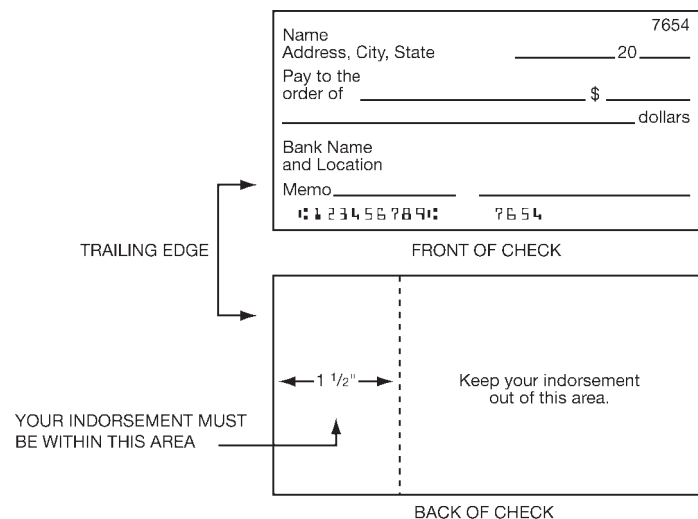 7654
Name
Address, City, State 20
Pay to the
order of $
dollars
Bank Name
and Location
Memo
⑆123456789⑆ 7654
TRAILING EDGE
FRONT OF CHECK
1 1/2"
Keep your indorsement
out of this area.
YOUR INDORSEMENT MUST
BE WITHIN THIS AREA
BACK OF CHECK